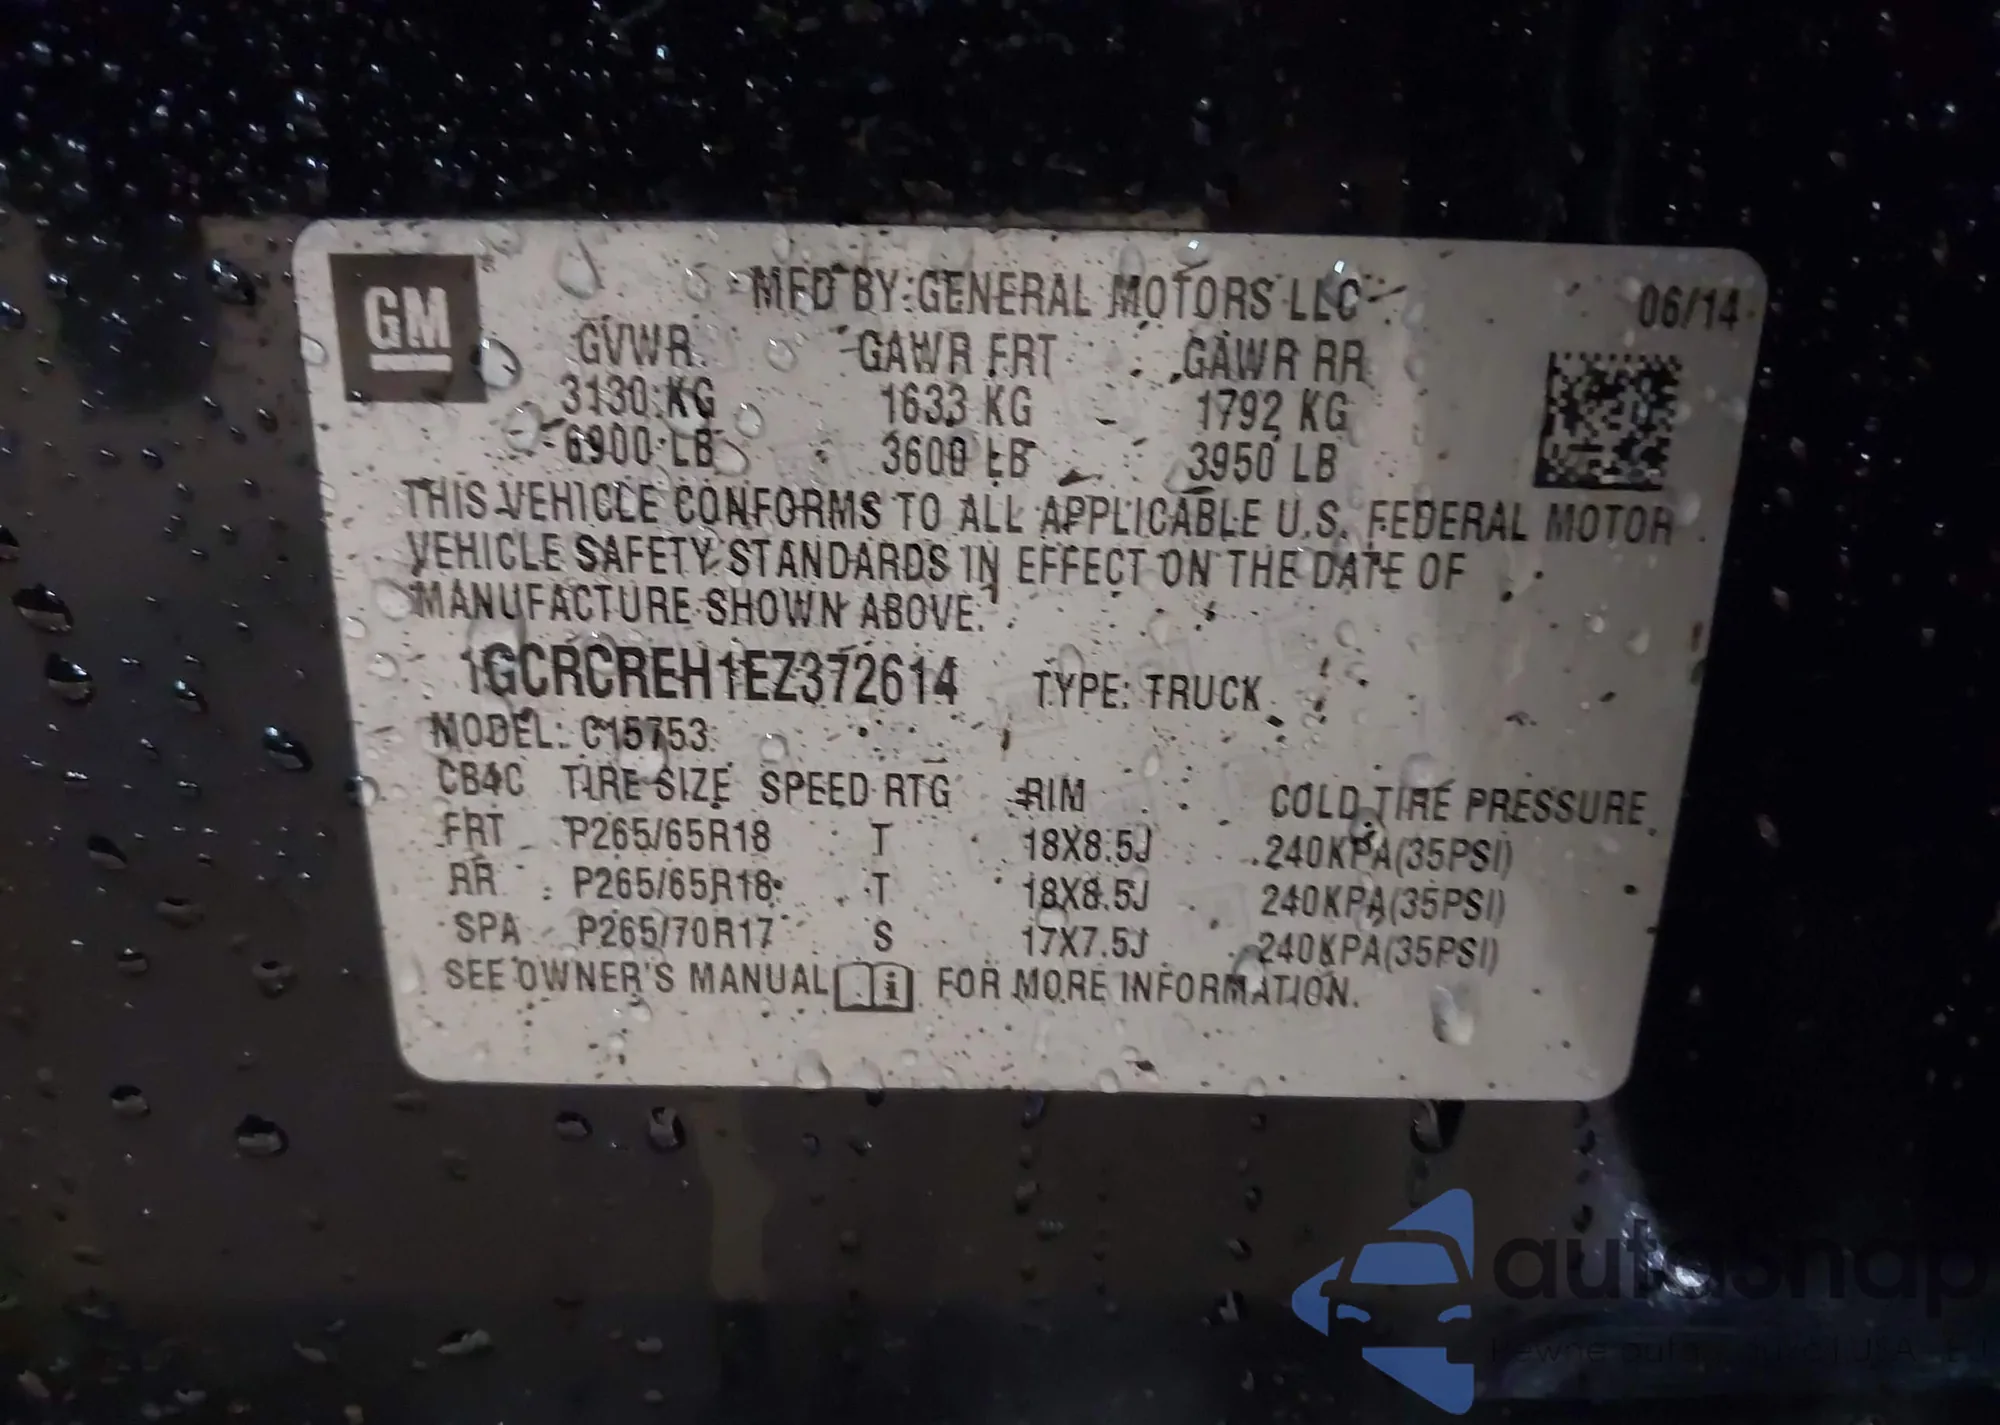 GM
MFD BY: GENERAL MOTORS LLC 06/14
GVWR GAWR FRT GAWR RR
3130 KG 1633 KG 1792 KG
6900 LB 3600 LB 3950 LB
THIS VEHICLE CONFORMS TO ALL APPLICABLE U.S. FEDERAL MOTOR
VEHICLE SAFETY STANDARDS IN EFFECT ON THE DATE OF
MANUFACTURE SHOWN ABOVE.
1GCRCREH1EZ372614 TYPE: TRUCK
MODEL: C15753
CB4C TIRE SIZE SPEED RTG RIM COLD TIRE PRESSURE
FRT P265/65R18 T 18X8.5J 240KPA(35PSI)
RR P265/65R18 T 18X8.5J 240KPA(35PSI)
SPA P265/70R17 S 17X7.5J 240KPA(35PSI)
SEE OWNER'S MANUAL i FOR MORE INFORMATION.
autosnap